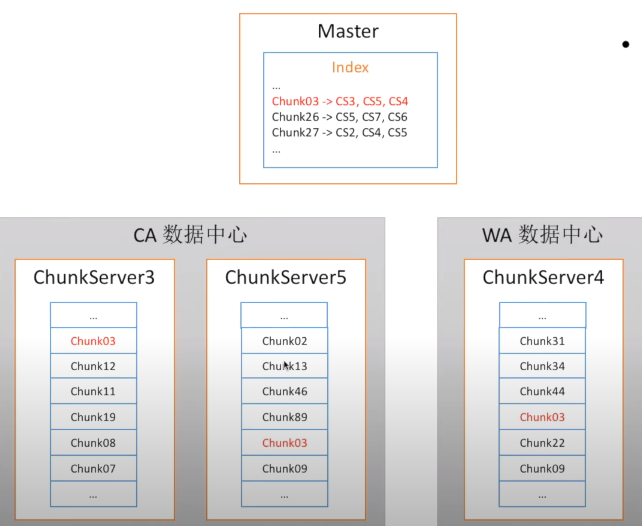 Master
Index
...
Chunk03 -> CS3, CS5, CS4
Chunk26 -> CS5, CS7, CS6
Chunk27 -> CS2, CS4, CS5
...
CA 数据中心
ChunkServer3
...
Chunk03
Chunk12
Chunk11
Chunk19
Chunk08
Chunk07
...
ChunkServer5
...
Chunk02
Chunk13
Chunk46
Chunk89
Chunk03
Chunk09
...
WA 数据中心
ChunkServer4
...
Chunk31
Chunk34
Chunk44
Chunk03
Chunk22
Chunk09
...